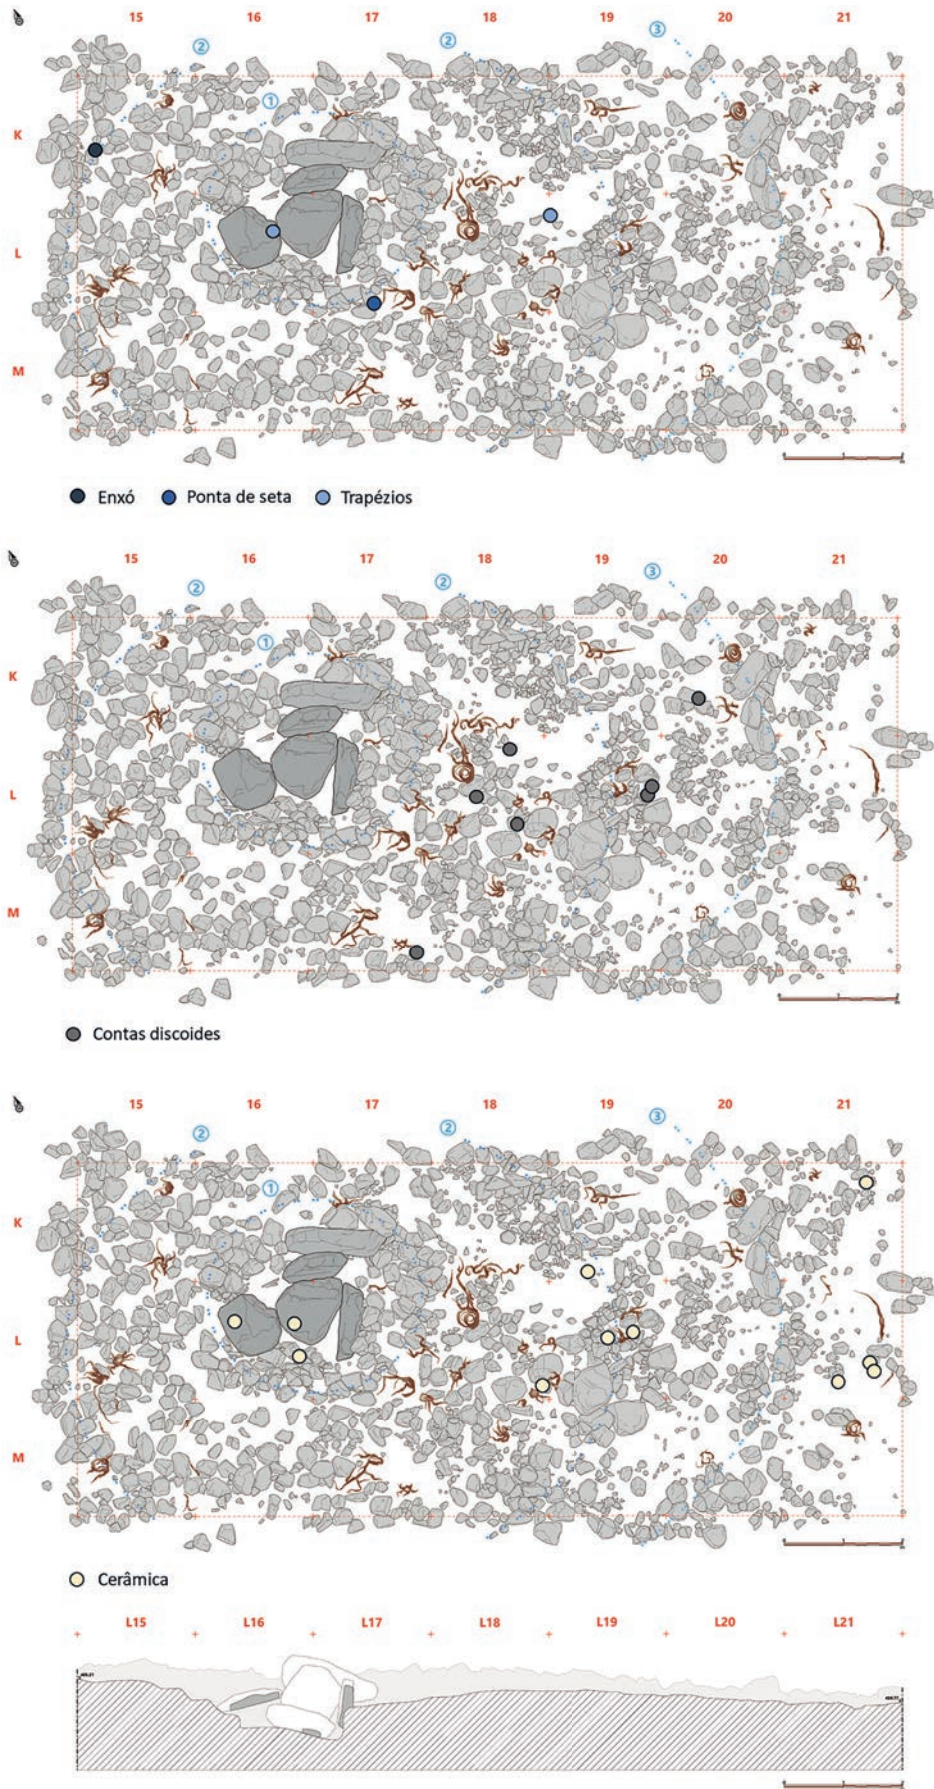 15 16 17 18 19 20 21
② ② ③
①
K
L
M
Enxó Ponta de seta Trapézios
15 16 17 18 19 20 21
② ② ③
①
K
L
M
Contas discoides
15 16 17 18 19 20 21
② ② ③
①
K
L
M
Cerâmica
L15 L16 L17 L18 L19 L20 L21